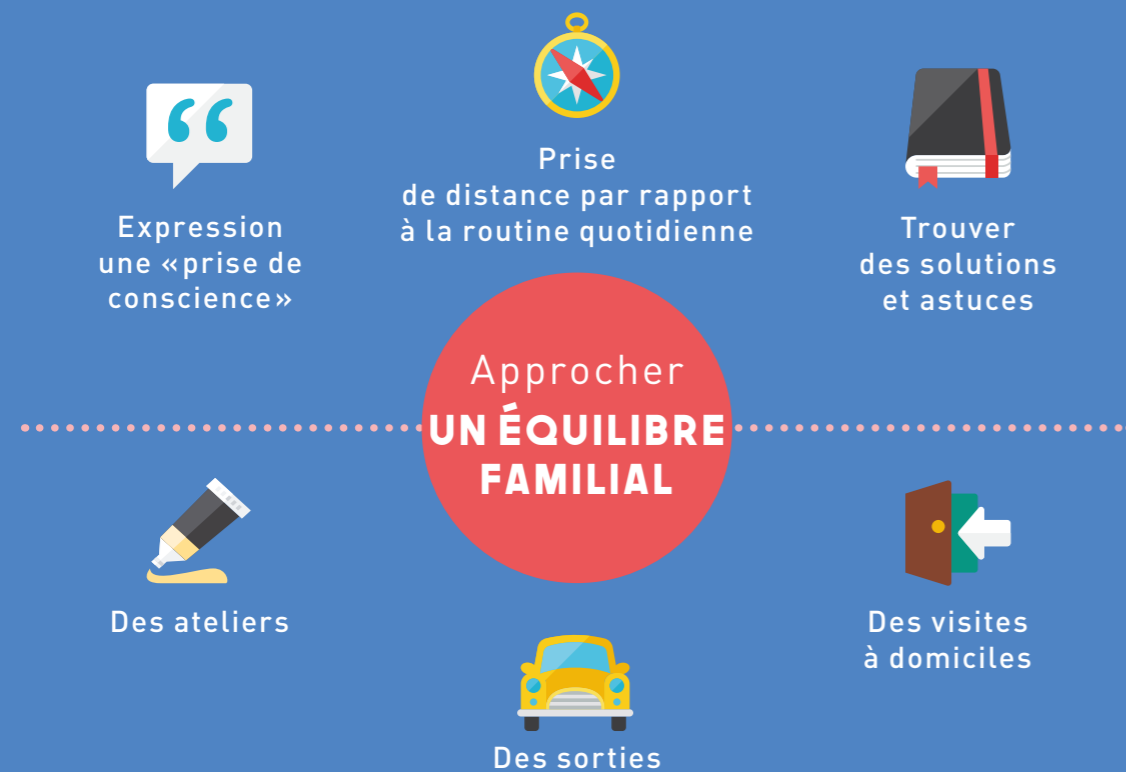 Expression
une «prise de
conscience»
Prise
de distance par rapport
à la routine quotidienne
Trouver
des solutions
et astuces
Approcher
UN ÉQUILIBRE
FAMILIAL
Des ateliers
Des sorties
Des visites
à domiciles